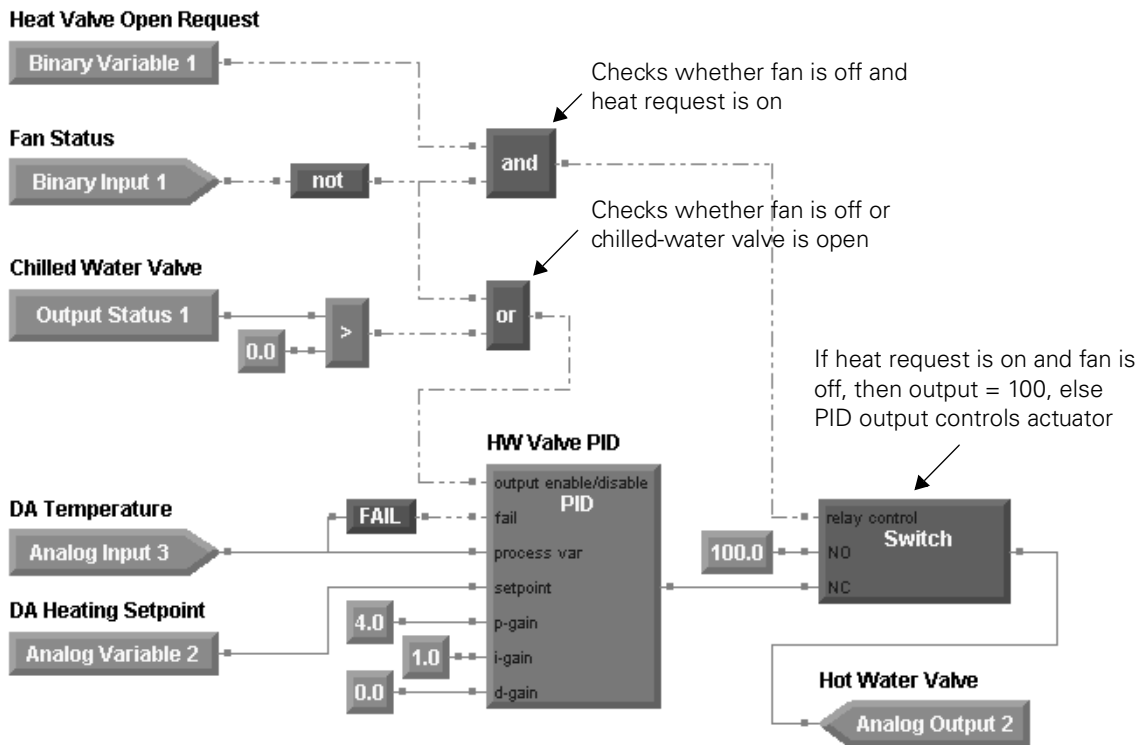 Heat Valve Open Request
Binary Variable 1
Checks whether fan is off and
heat request is on
Fan Status
Binary Input 1
not
and
Checks whether fan is off or
chilled-water valve is open
Chilled Water Valve
Output Status 1
0.0
>
or
If heat request is on and fan is
off, then output = 100, else
PID output controls actuator
HW Valve PID
output enable/disable
PID
fail
process var
setpoint
p-gain
i-gain
d-gain
DA Temperature
FAIL
Analog Input 3
DA Heating Setpoint
Analog Variable 2
4.0
1.0
0.0
100.0
relay control
Switch
NO
NC
Hot Water Valve
Analog Output 2